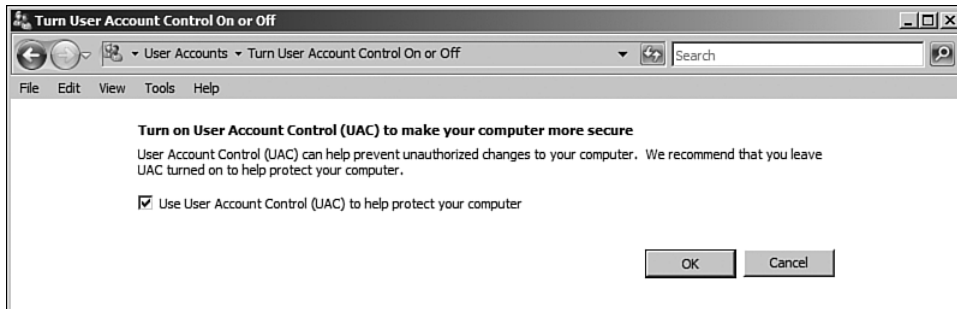 Turn User Account Control On or Off
User Accounts Turn User Account Control On or Off
Search
File Edit View Tools Help
Turn on User Account Control (UAC) to make your computer more secure
User Account Control (UAC) can help prevent unauthorized changes to your computer. We recommend that you leave
UAC turned on to help protect your computer.
Use User Account Control (UAC) to help protect your computer
OK Cancel